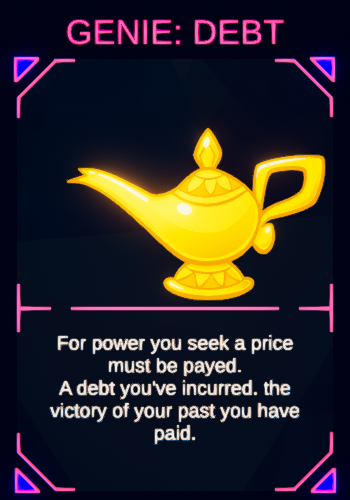 GENIE: DEBT
For power you seek a price
must be payed.
A debt you've incurred. the
victory of your past you have
paid.